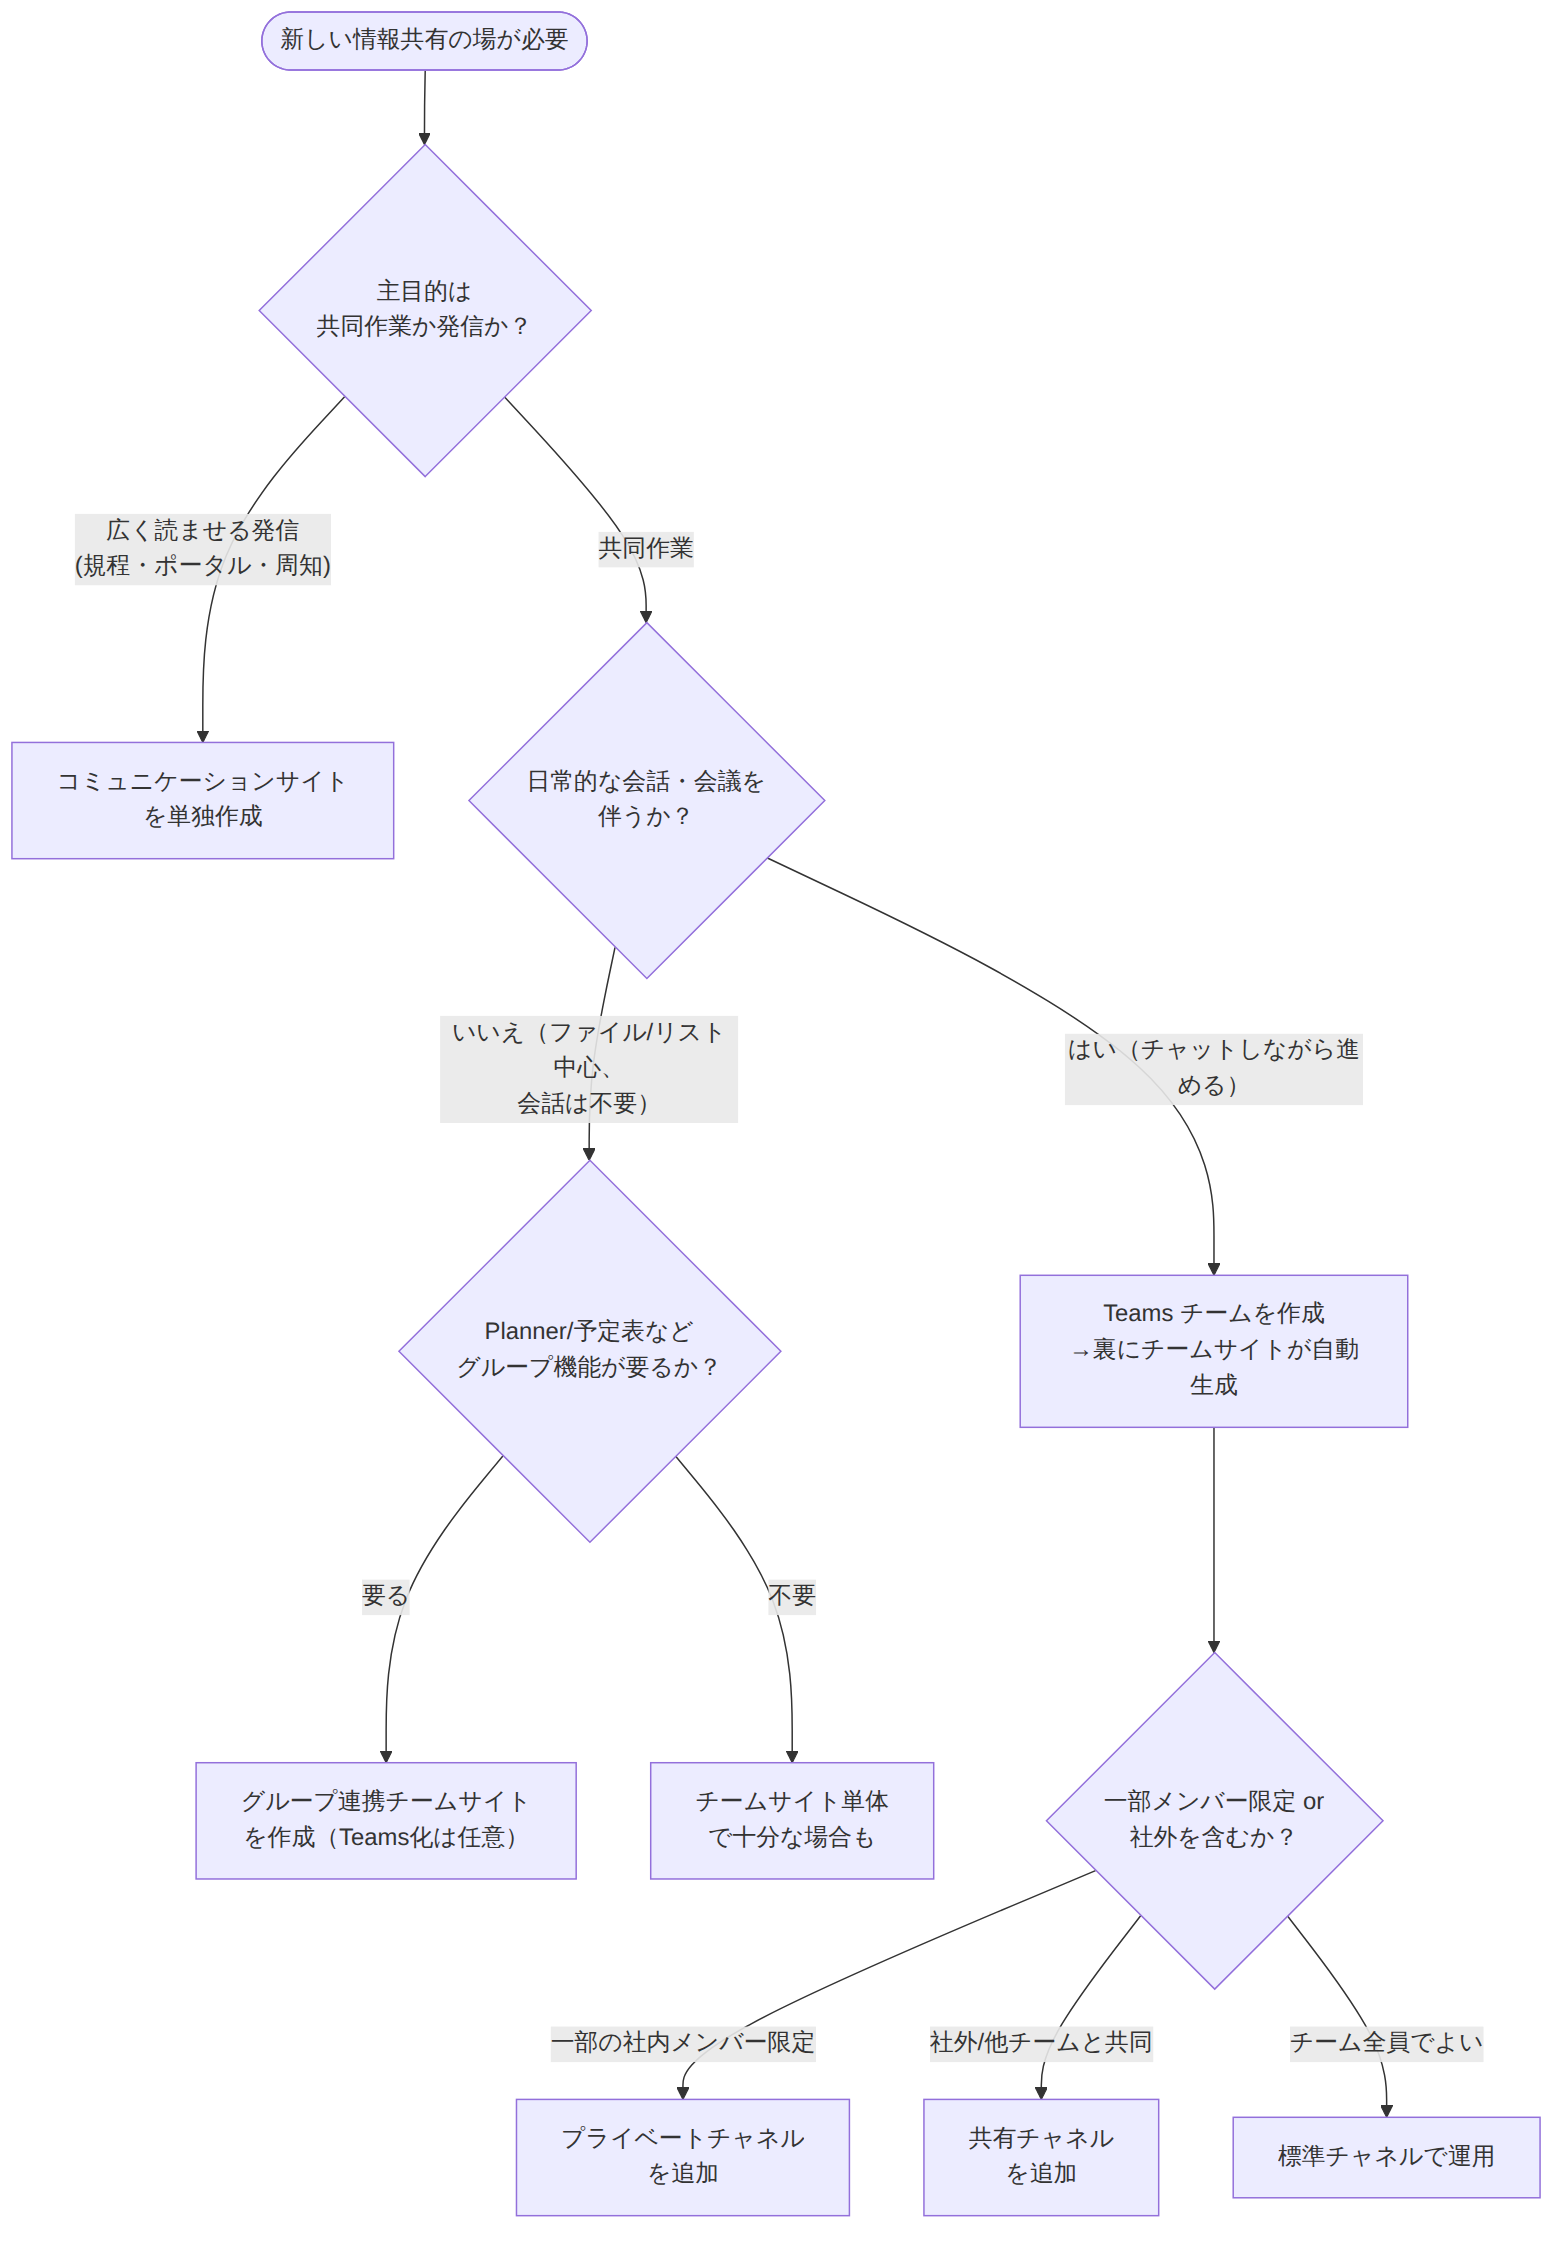 新しい情報共有の場が必要
主目的は
共同作業か発信か？
広く読ませる発信
(規程・ポータル・周知)
共同作業
コミュニケーションサイト
を単独作成
日常的な会話・会議を
伴うか？
いいえ（ファイル/リスト
中心、
会話は不要）
はい（チャットしながら進
める）
Planner/予定表など
グループ機能が要るか？
Teams チームを作成
→裏にチームサイトが自動
生成
要る
不要
グループ連携チームサイト
を作成（Teams化は任意）
チームサイト単体
で十分な場合も
一部メンバー限定 or
社外を含むか？
一部の社内メンバー限定
社外/他チームと共同
チーム全員でよい
プライベートチャネル
を追加
共有チャネル
を追加
標準チャネルで運用